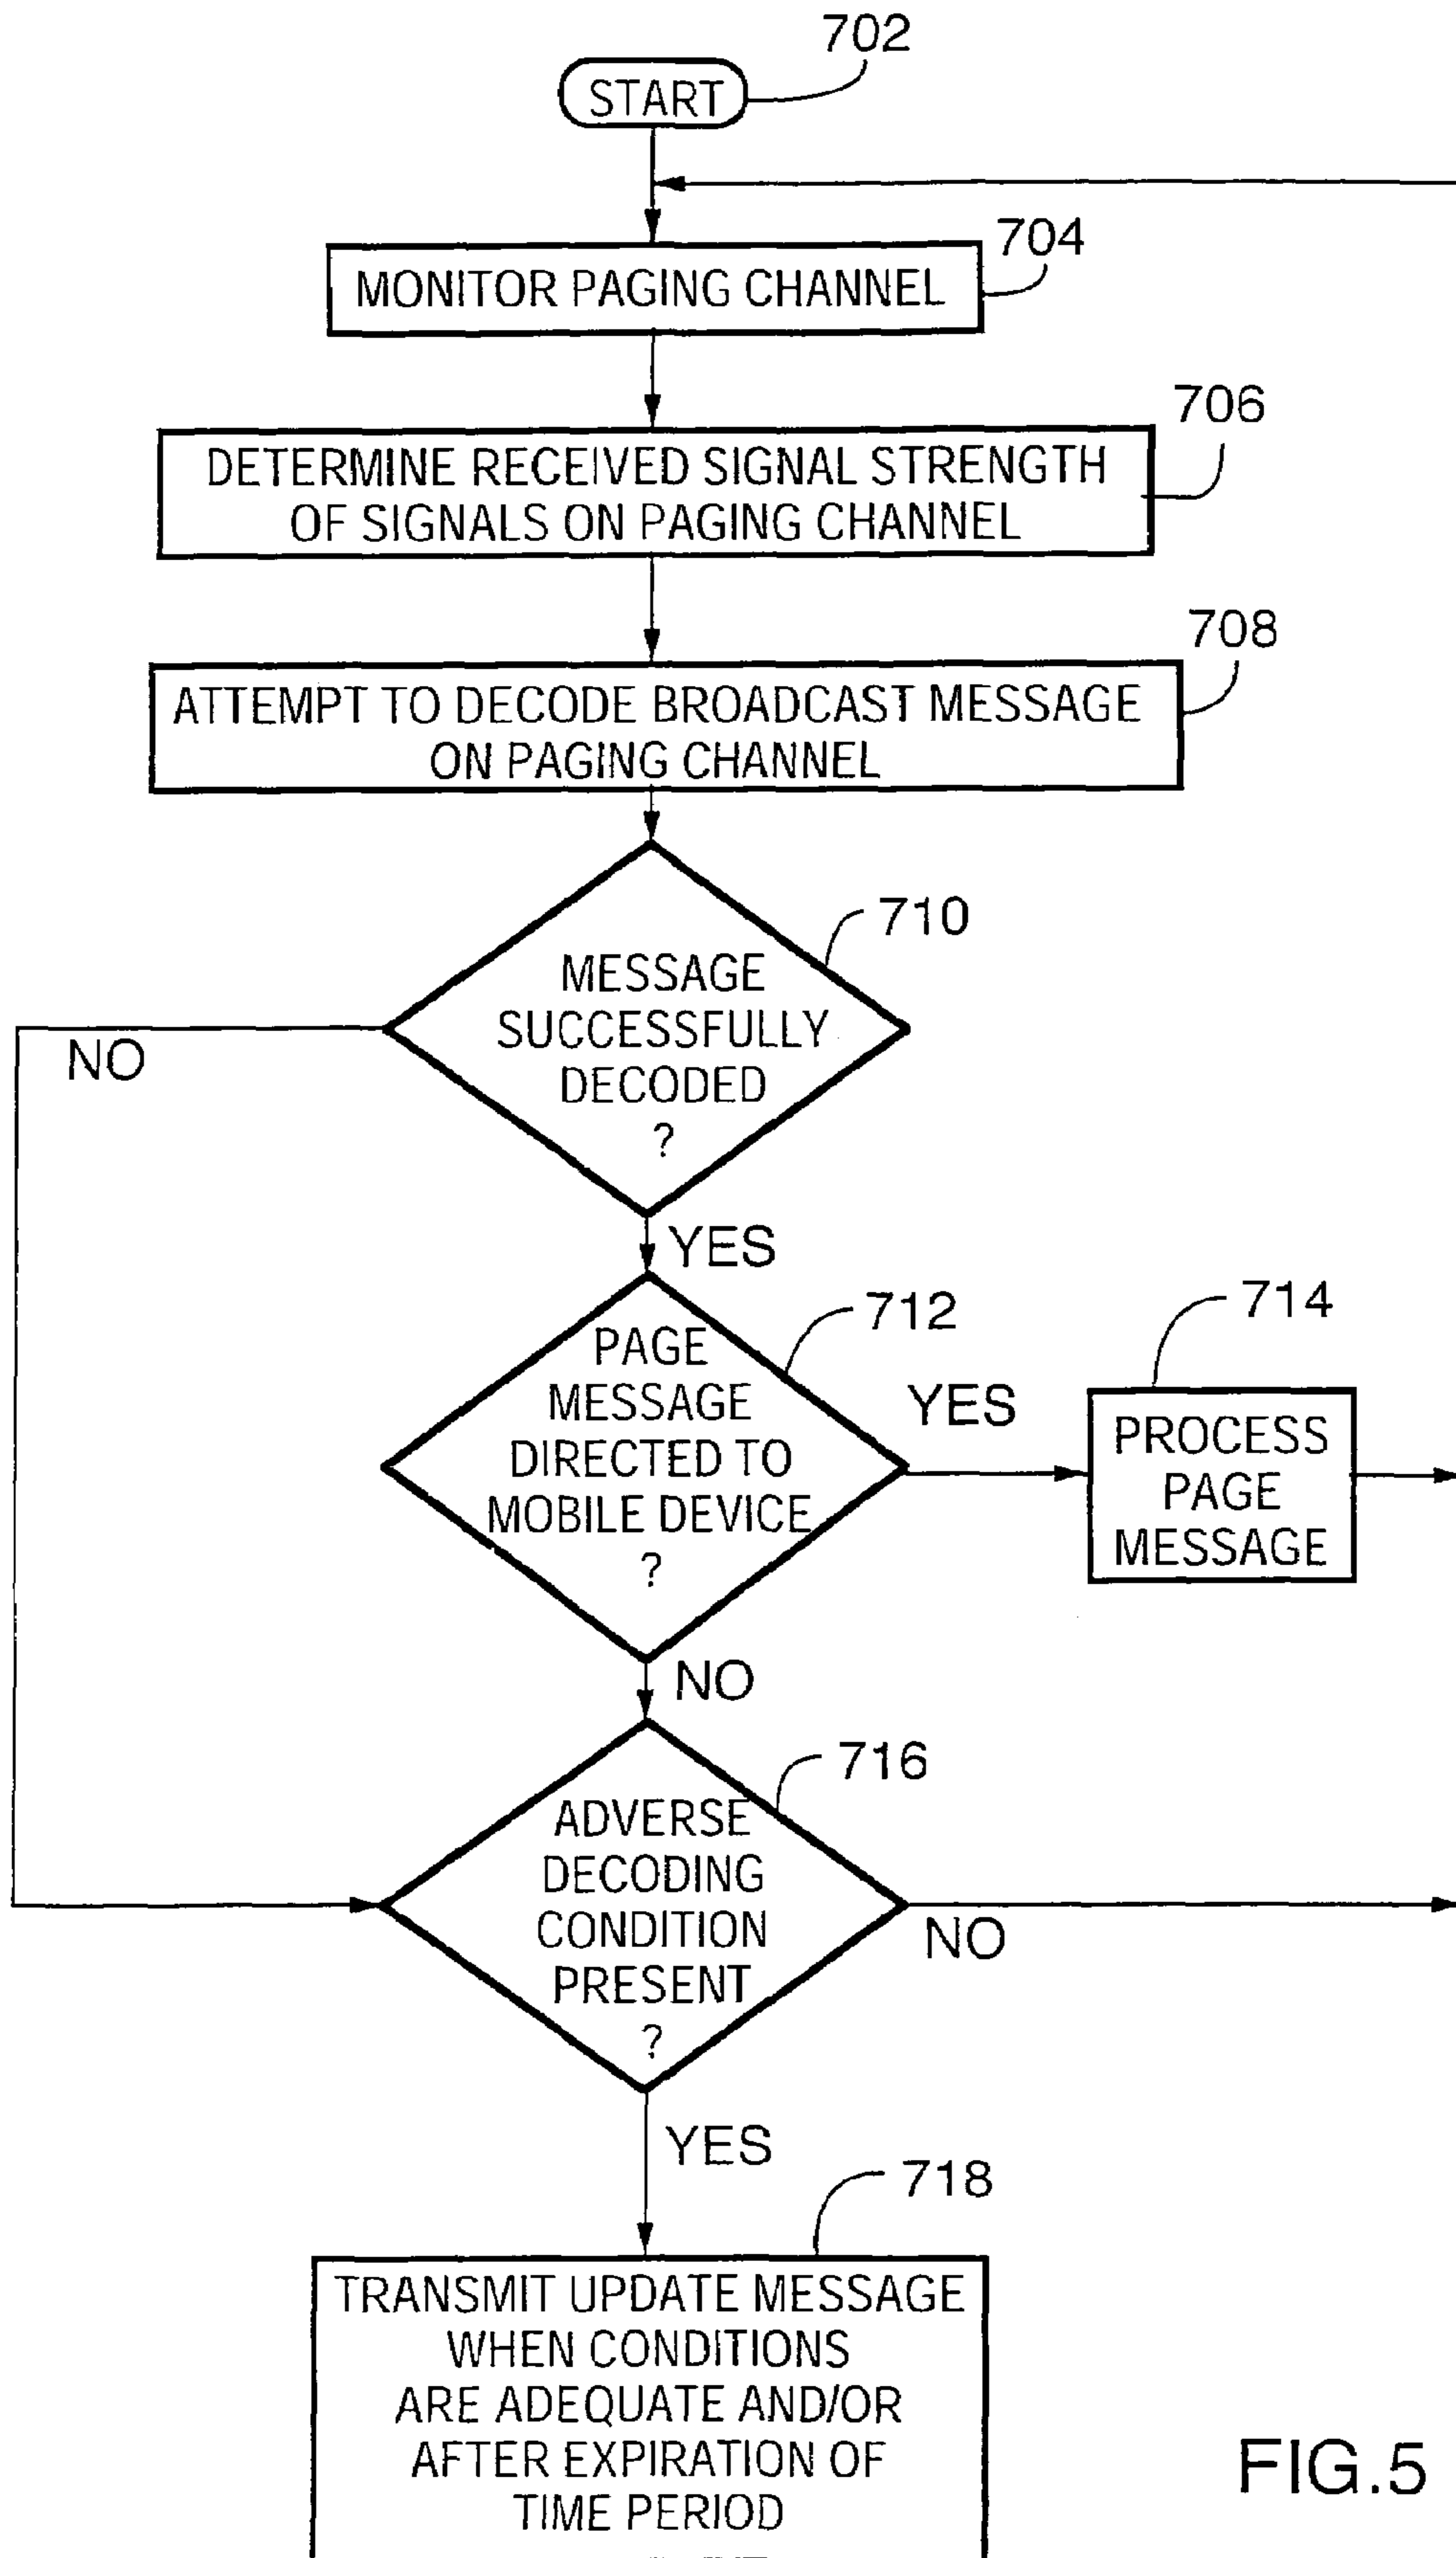 702
START
704
MONITOR PAGING CHANNEL
706
DETERMINE RECEIVED SIGNAL STRENGTH
OF SIGNALS ON PAGING CHANNEL
708
ATTEMPT TO DECODE BROADCAST MESSAGE
ON PAGING CHANNEL
710
MESSAGE
SUCCESSFULLY
DECODED
?
NO
YES
712
PAGE
MESSAGE
DIRECTED TO
MOBILE DEVICE
?
YES
714
PROCESS
PAGE
MESSAGE
NO
716
ADVERSE
DECODING
CONDITION
PRESENT
?
NO
YES
718
TRANSMIT UPDATE MESSAGE
WHEN CONDITIONS
ARE ADEQUATE AND/OR
AFTER EXPIRATION OF
TIME PERIOD
FIG.5